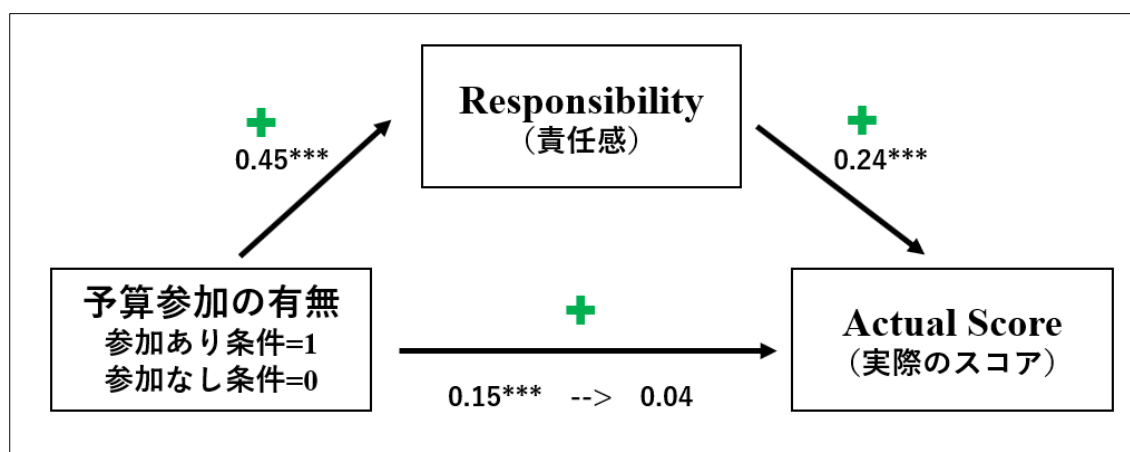 Responsibility
（責任感）
0.45***
0.24***
予算参加の有無
参加あり条件=1
参加なし条件=0
Actual Score
（実際のスコア）
0.15*** --> 0.04